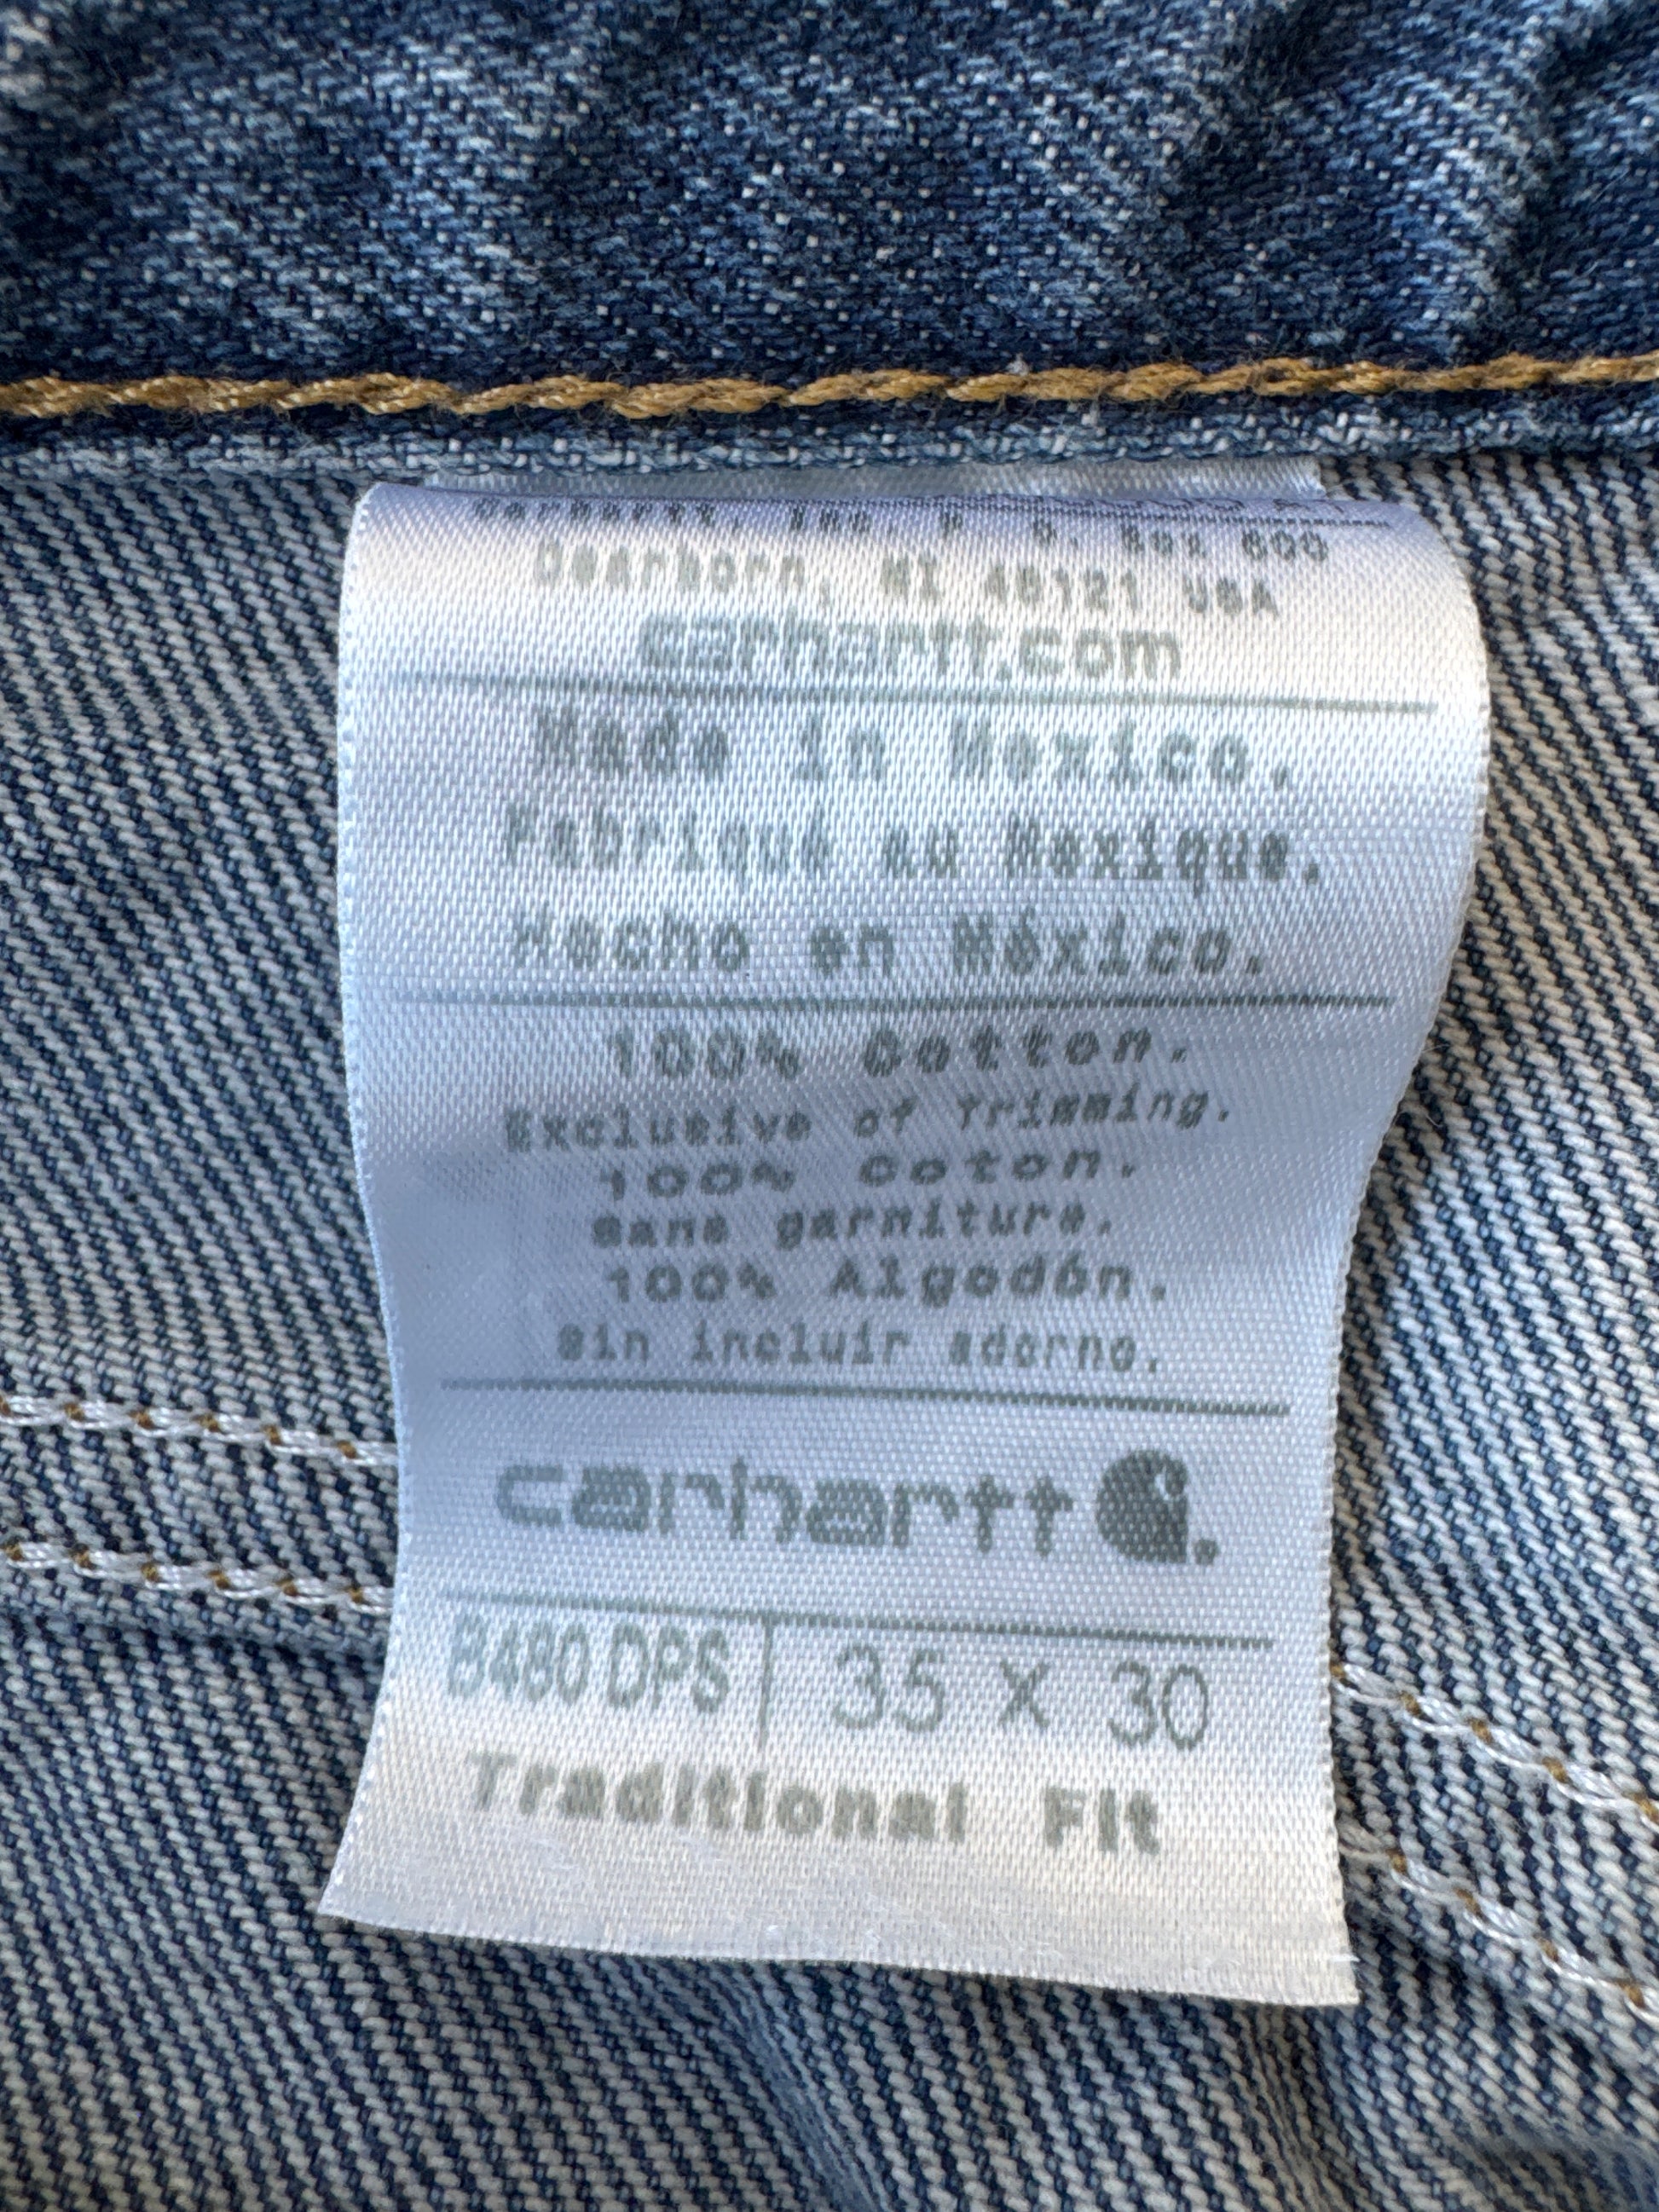 Carhartt, Inc P. O. Box 600
Dearborn, MI 48121 USA
carhartt.com
Made in Mexico.
Fabriqué au Mexique.
Hecho en México.
100% Cotton.
Exclusive of Trimming.
100% Coton.
sans garniture.
100% Algodón.
sin incluir adorno.
carhartt
B480 DPS | 35 X 30
Traditional Fit